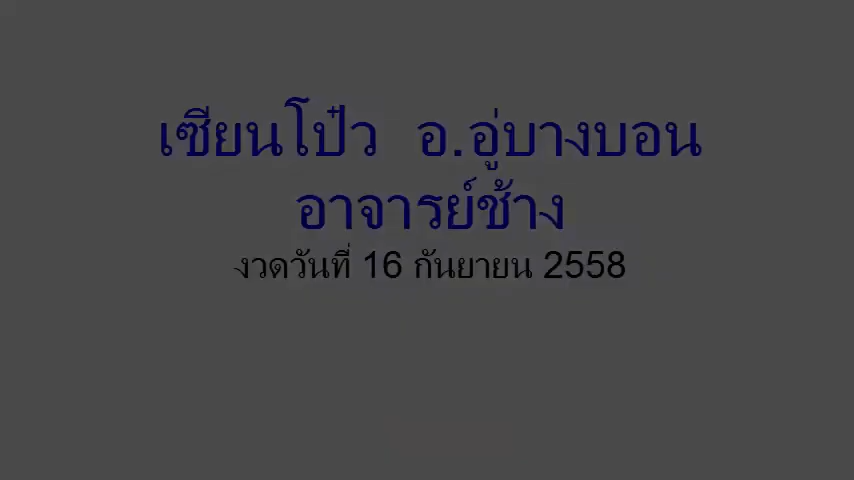 เซียนโป๋ว อ.อู่บางบอน
อาจารย์ช้าง
งวดวันที่ 16 กันยายน 2558